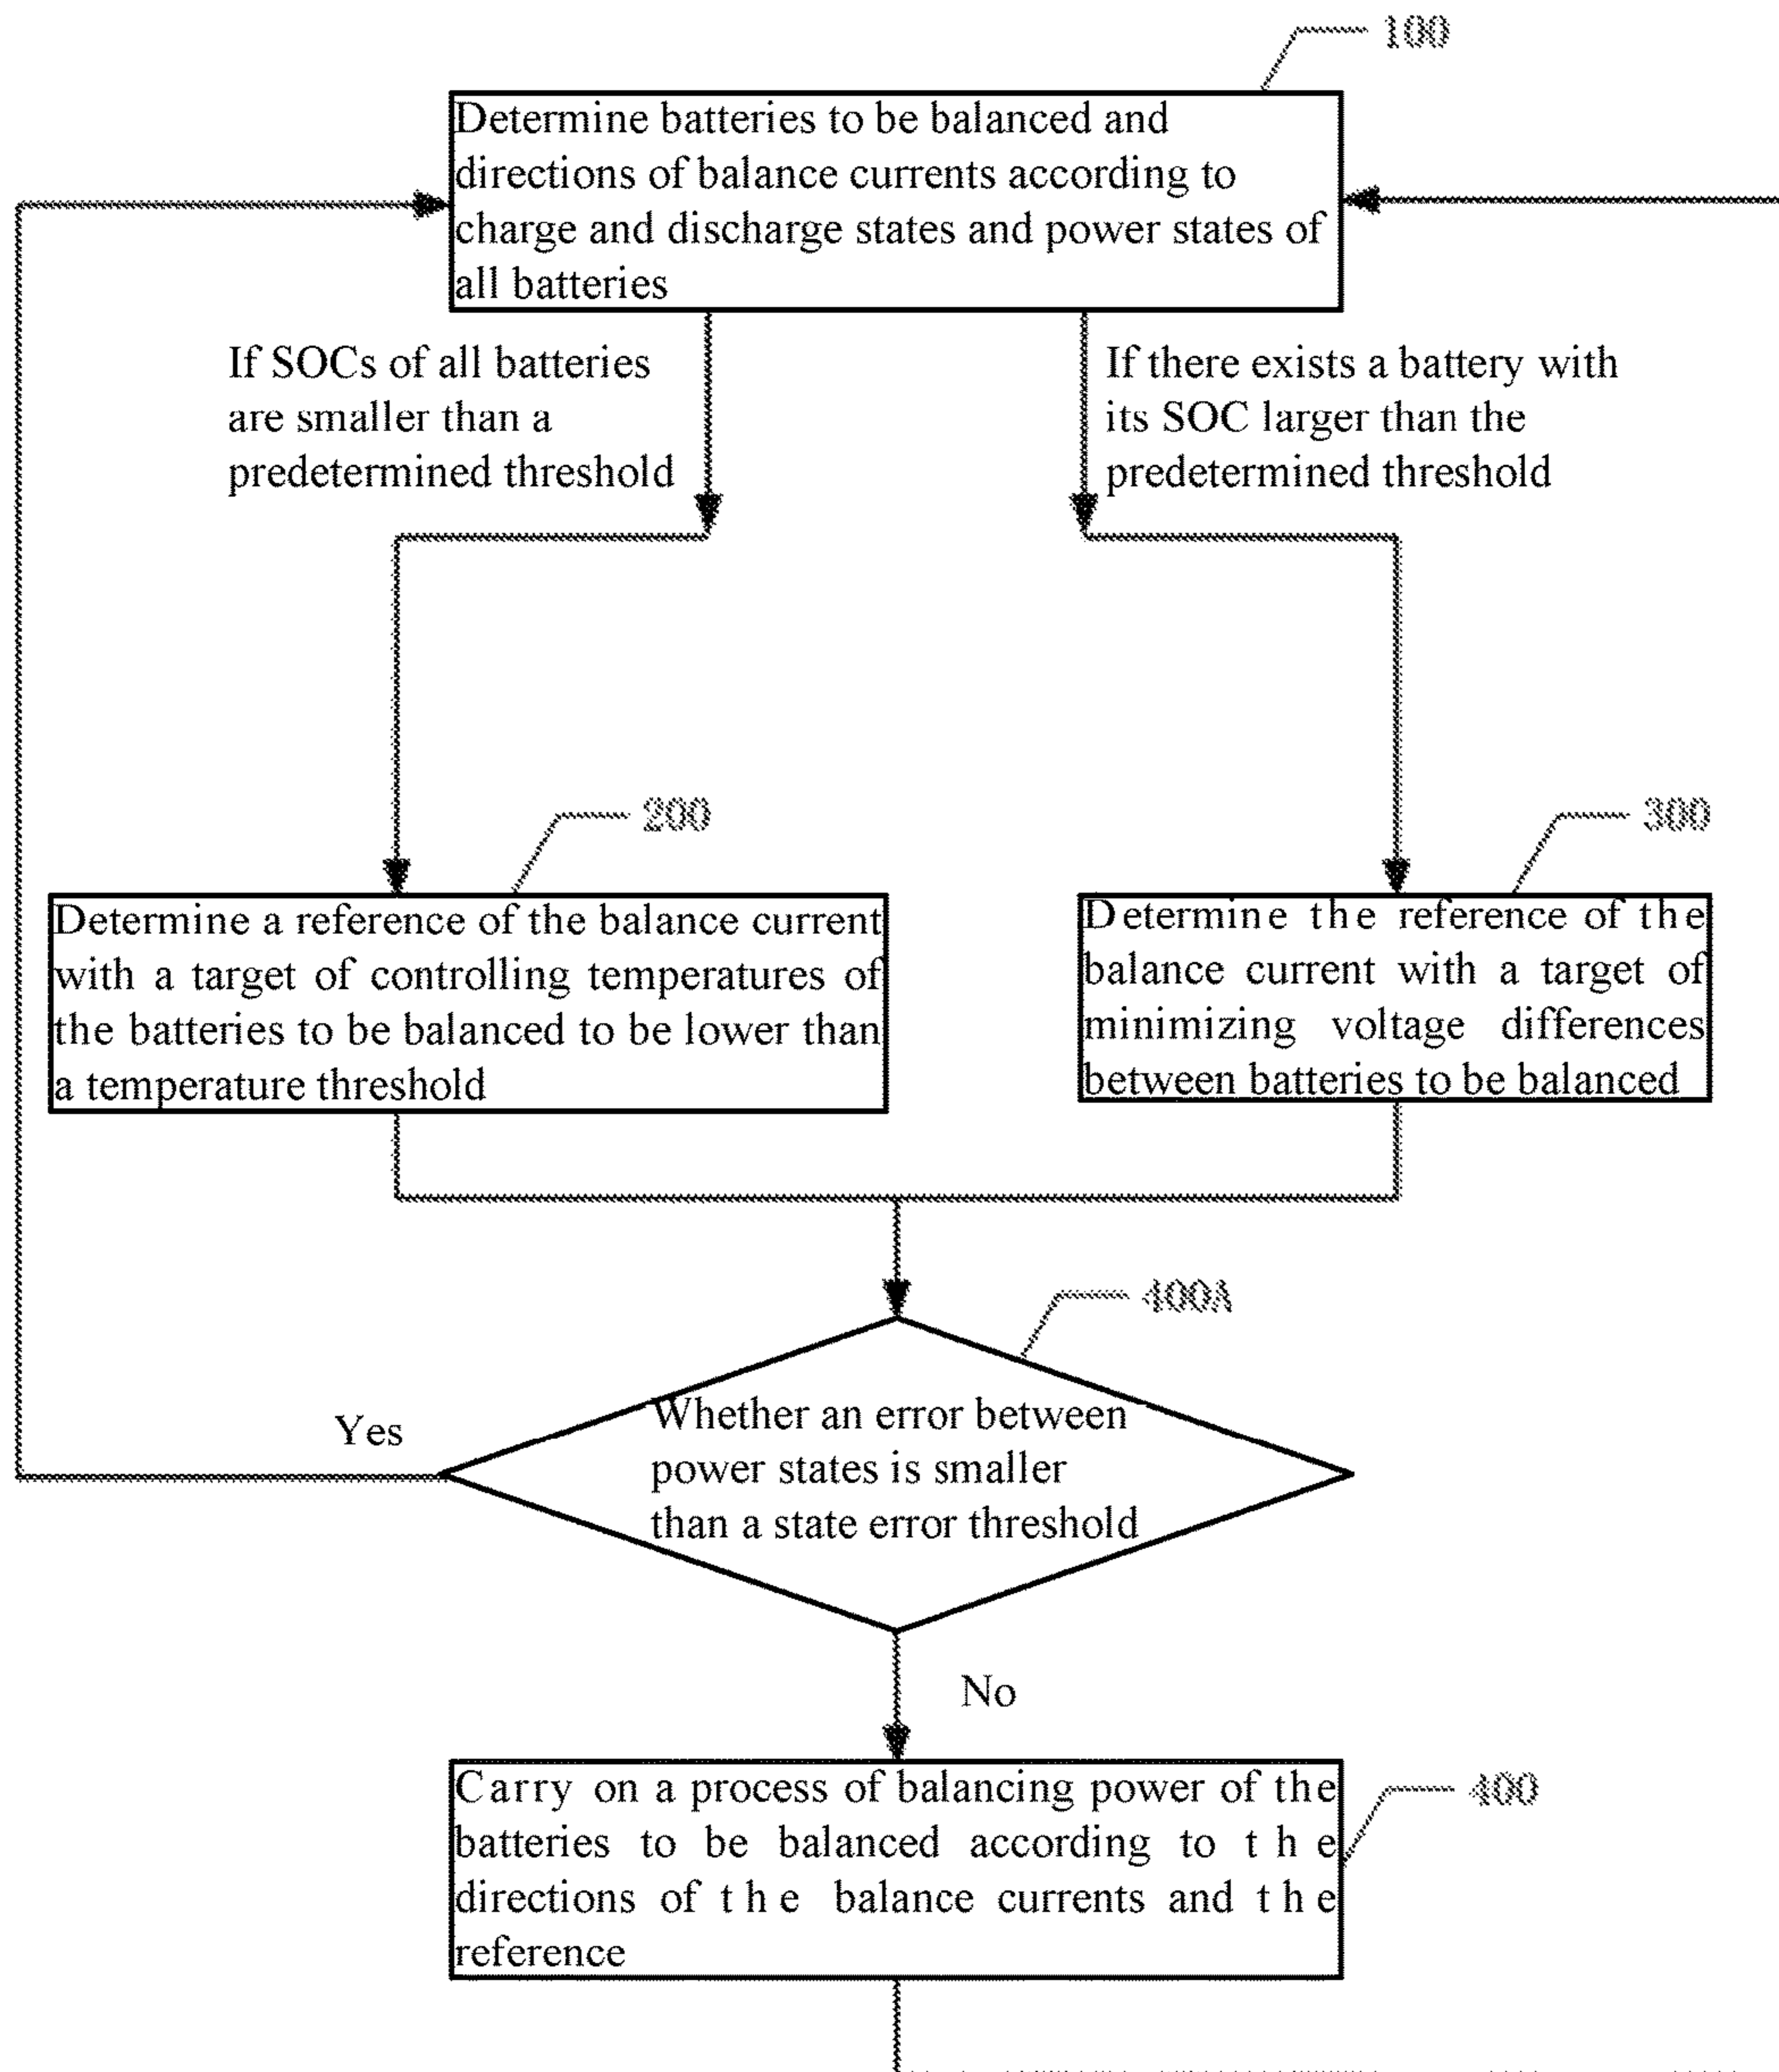 100
Determine batteries to be balanced and
directions of balance currents according to
charge and discharge states and power states of
all batteries
If SOCs of all batteries
are smaller than a
predetermined threshold
If there exists a battery with
its SOC larger than the
predetermined threshold
200
300
Determine a reference of the balance current
with a target of controlling temperatures of
the batteries to be balanced to be lower than
a temperature threshold
Determine the reference of the
balance current with a target of
minimizing voltage differences
between batteries to be balanced
400A
Yes
Whether an error between
power states is smaller
than a state error threshold
No
Carry on a process of balancing power of the
batteries to be balanced according to the
directions of the balance currents and the
reference
400